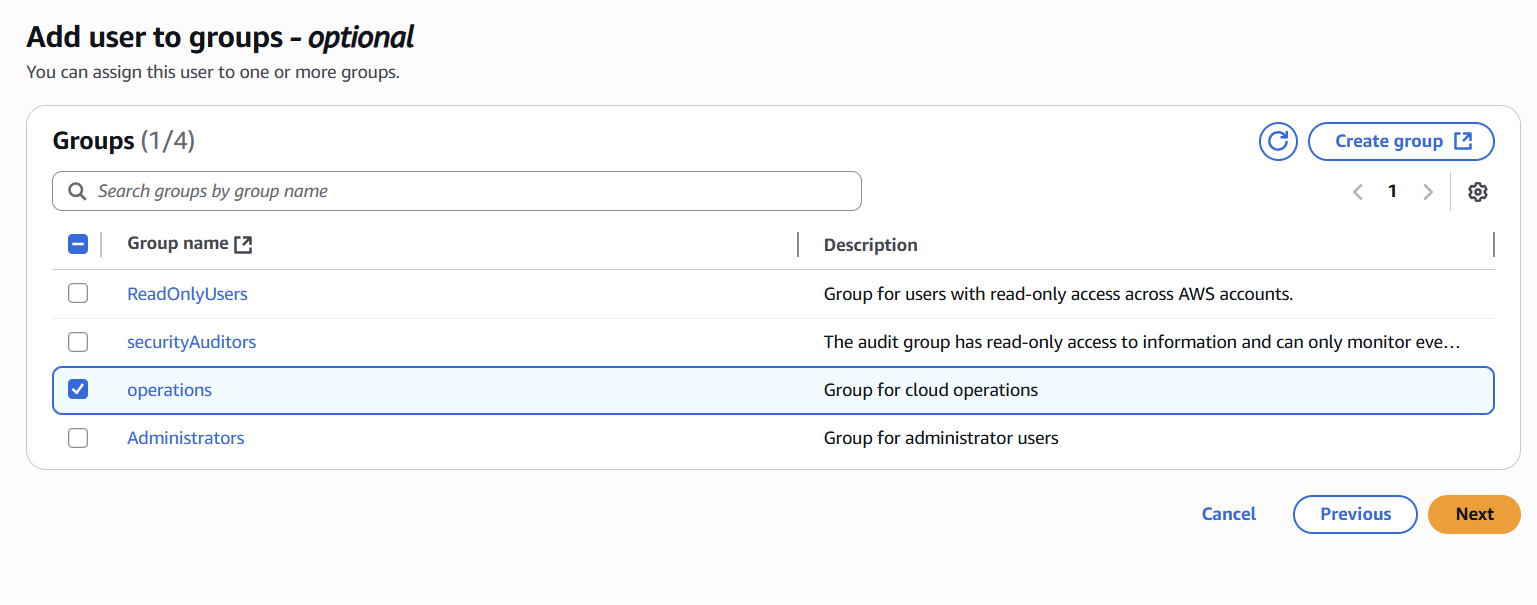 Add user to groups – optional
You can assign this user to one or more groups.
Groups (1/4)
Create group
Search groups by group name
1
Group name Description
ReadOnlyUsers Group for users with read-only access across AWS accounts.
securityAuditors The audit group has read-only access to information and can only monitor eve...
operations Group for cloud operations
Administrators Group for administrator users
Cancel Previous Next